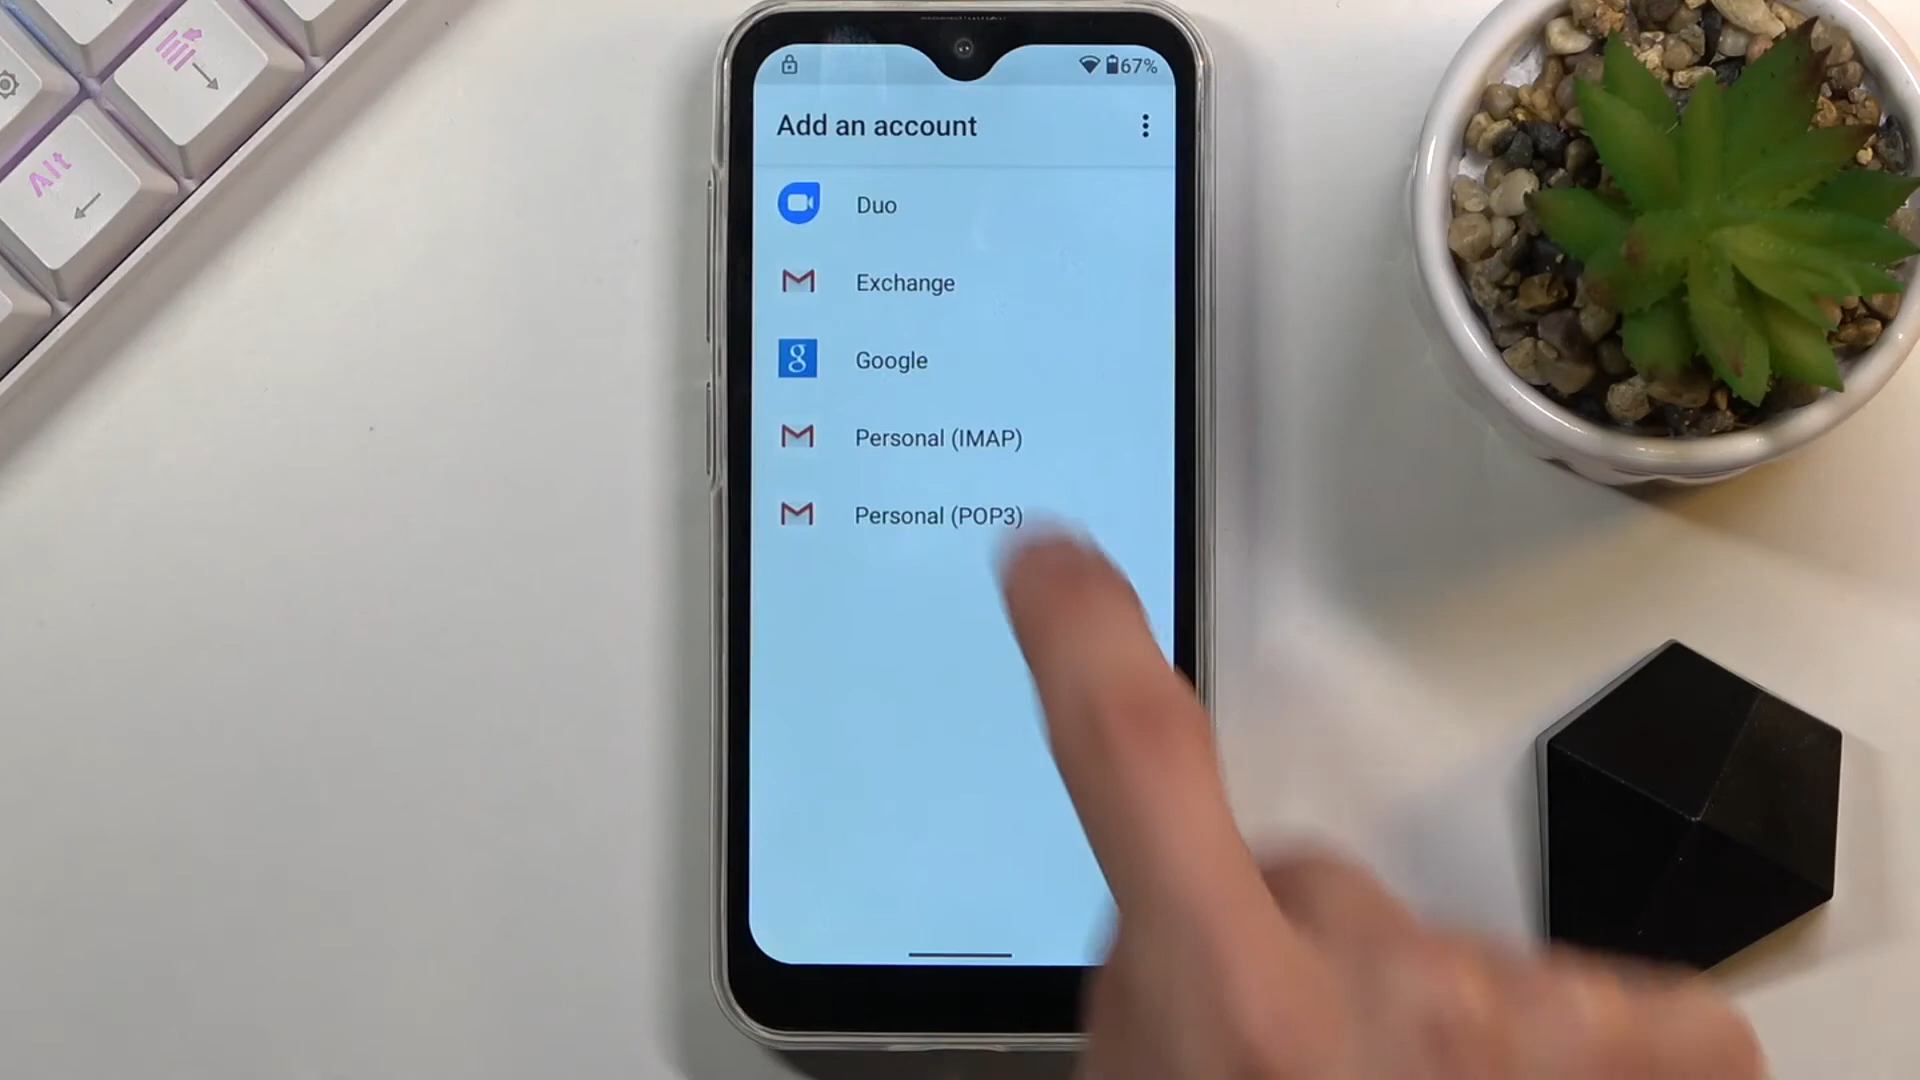 67%
Add an account
Duo
Exchange
Google
Personal (IMAP)
Personal (POP3)
Alt